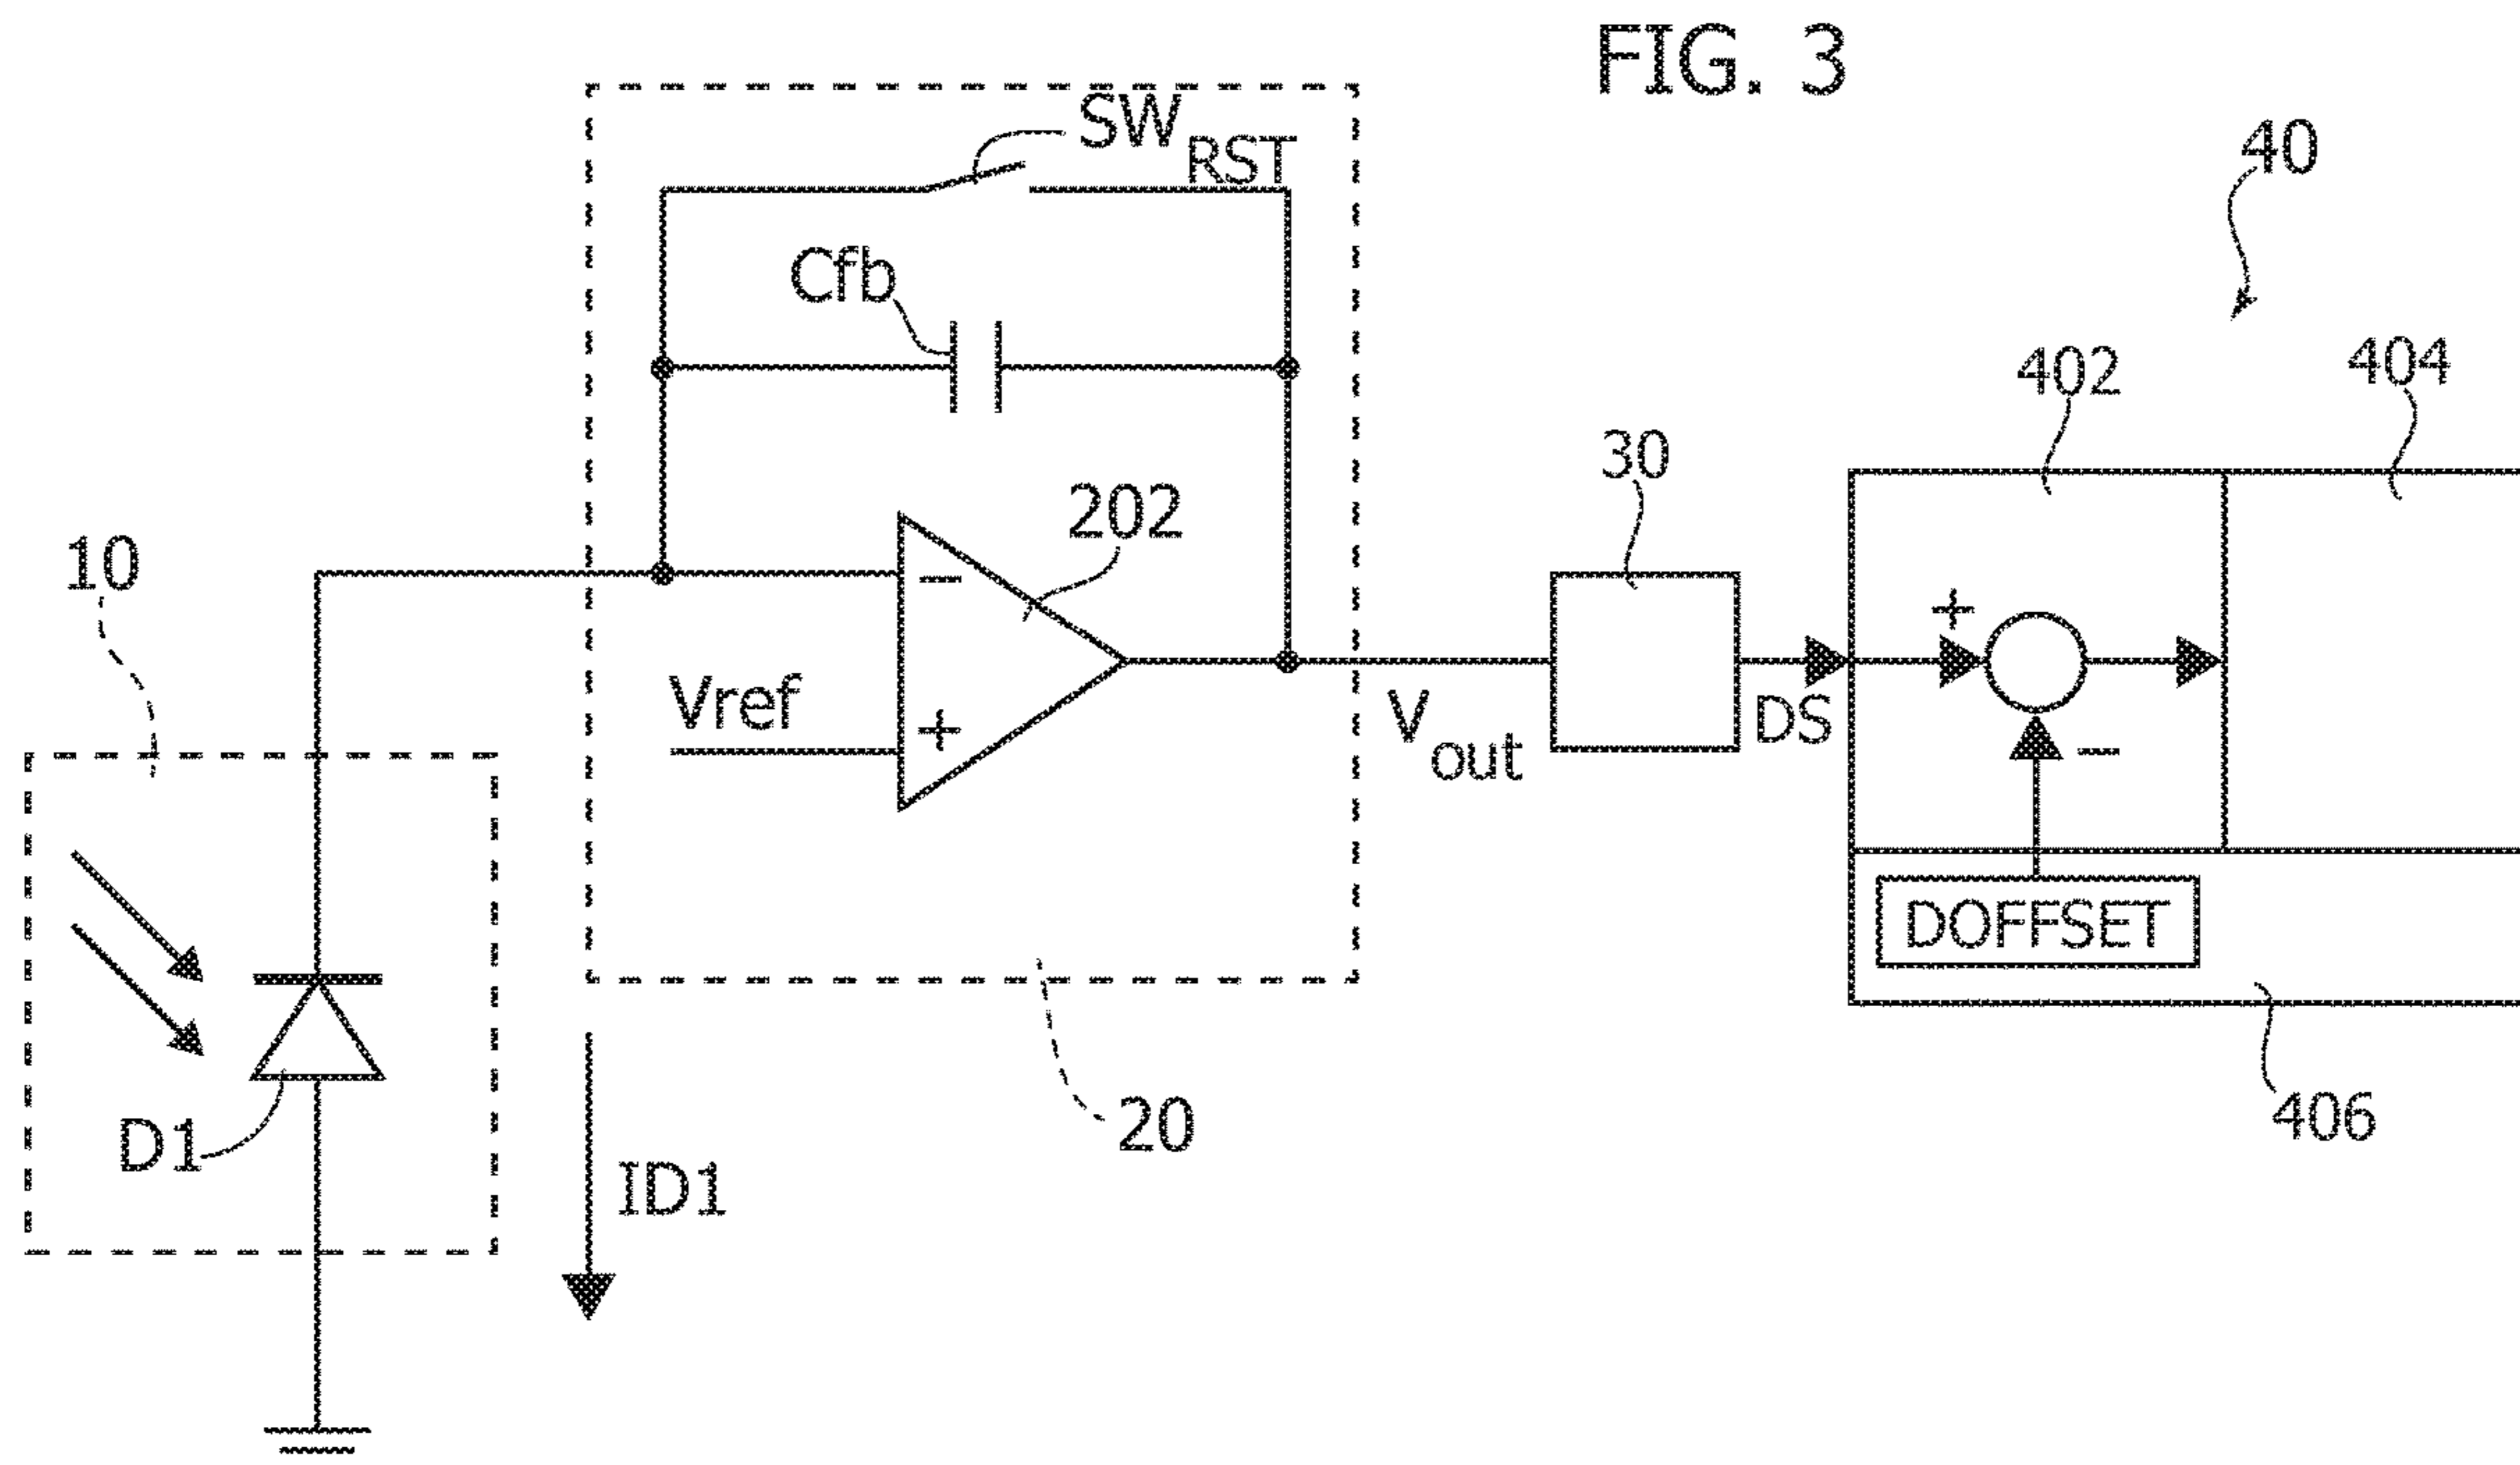 FIG. 3
SWRST
40
Cfb
402
404
30
202
10
−
+
Vref
+
Vout
DS
−
DOFFSET
D1
ID1
20
406